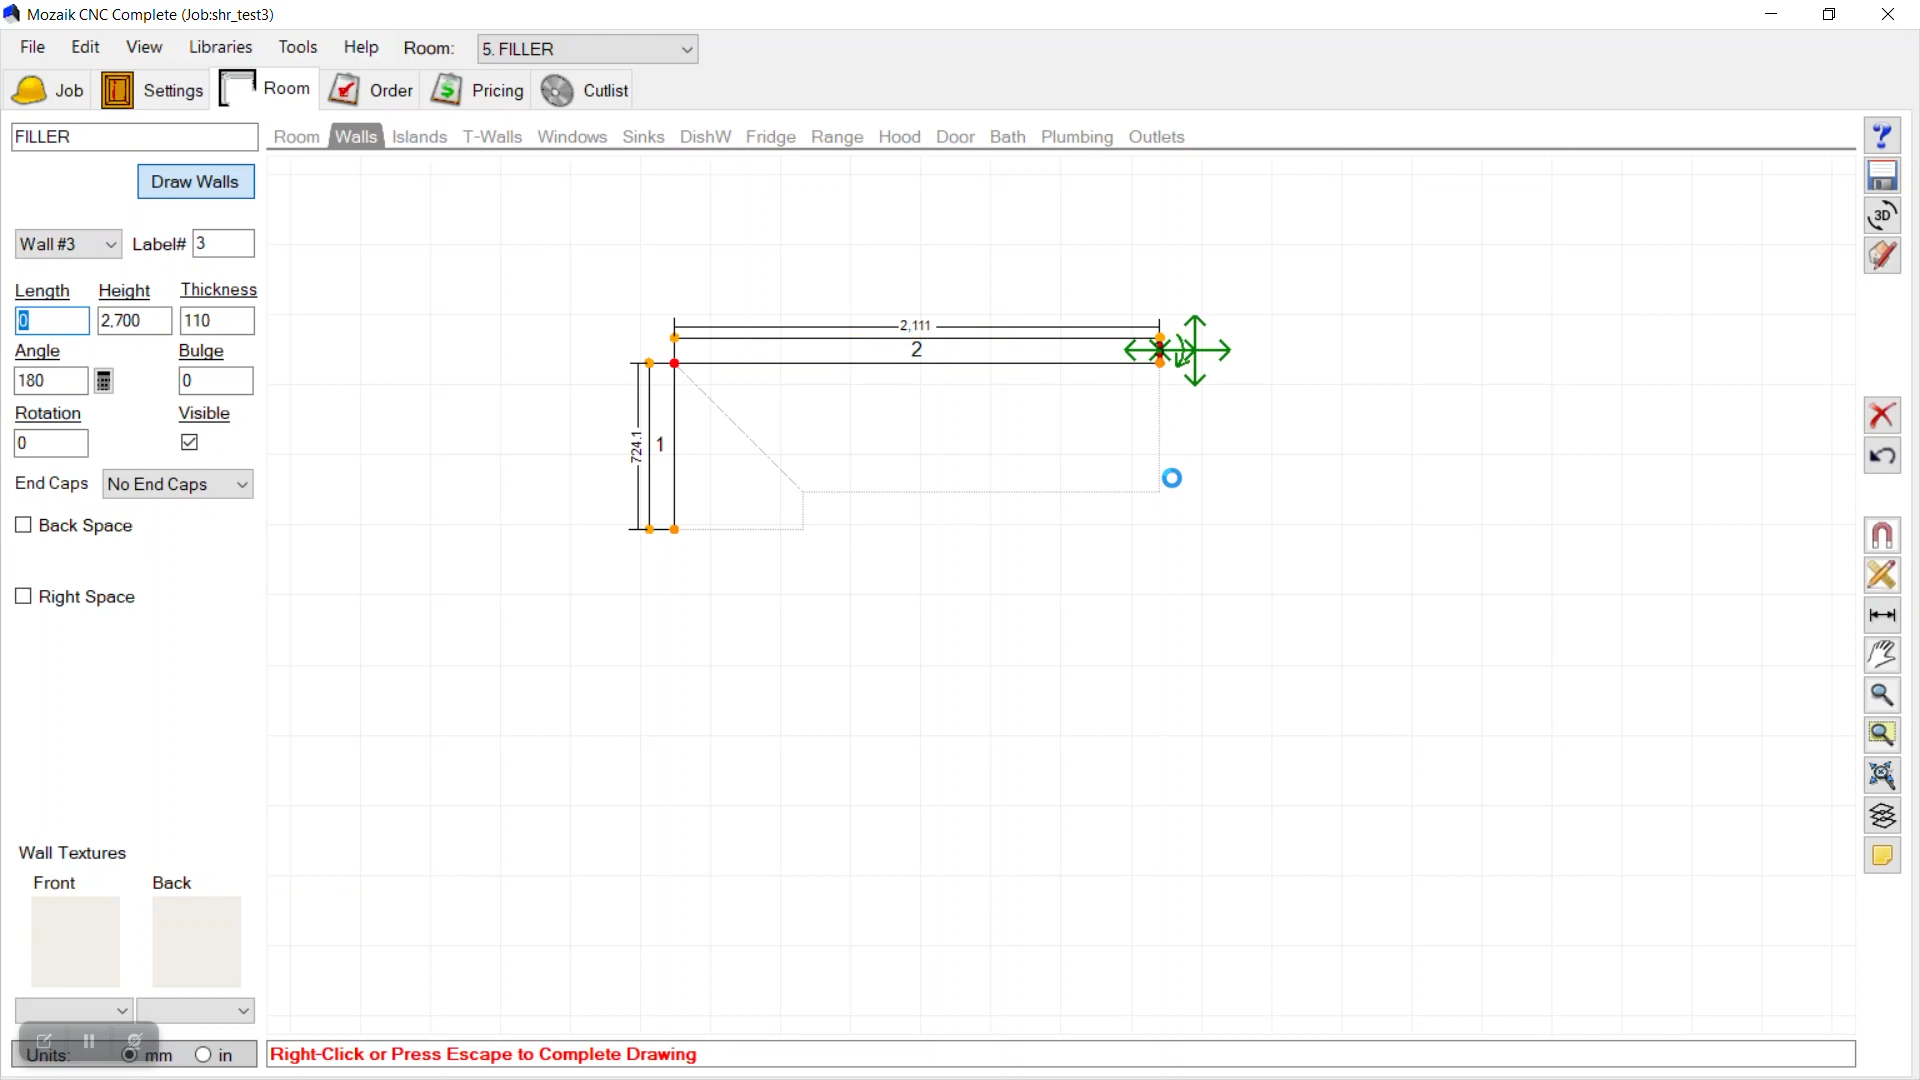 Mozaik CNC Complete (Job:shr_test3)
File Edit View Libraries Tools Help Room: 5. FILLER
Job Settings Room Order Pricing Cutlist
FILLER
Room Walls Islands T-Walls Windows Sinks DishW Fridge Range Hood Door Bath Plumbing Outlets
Draw Walls
Wall #3 Label# 3
Length Height Thickness
0 2,700 110
Angle Bulge
180 0
Rotation Visible
0
End Caps No End Caps
Back Space
Right Space
Wall Textures
Front Back
Units: mm in
2,111
2
724.1
1
3D
Right-Click or Press Escape to Complete Drawing